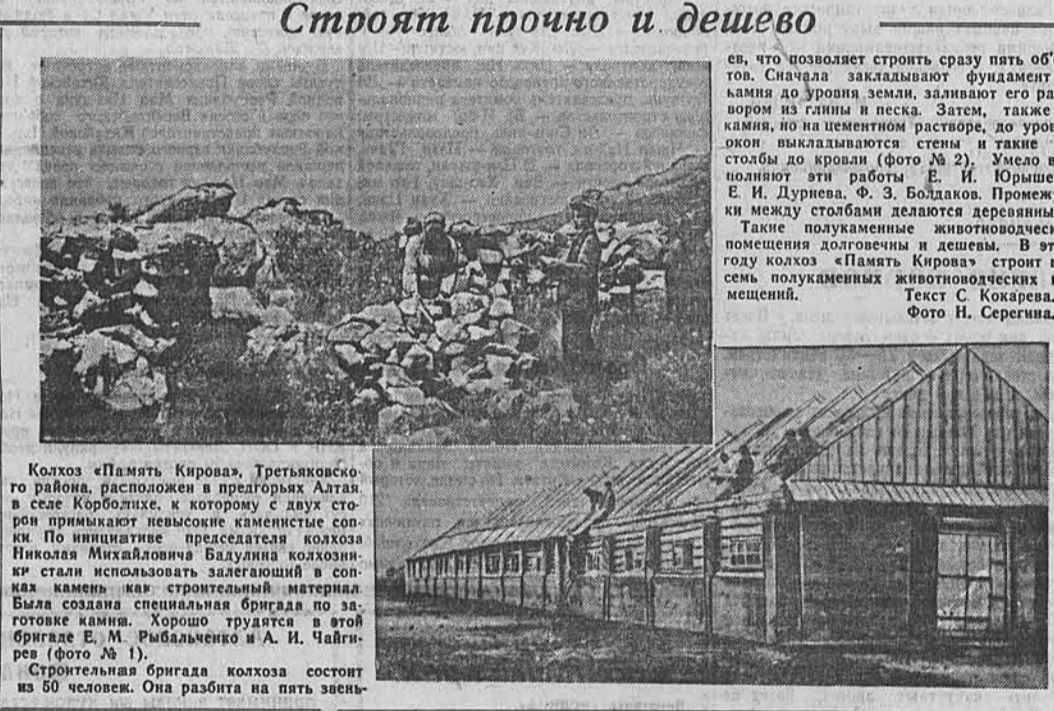 Строят прочно и дешево
Колхоз «Память Кирова», Третьяковско-
го района, расположен в предгорьях Алтая
в селе Корболихе, к которому с двух сто-
рон примыкают невысокие каменистые соп-
ки. По инициативе председателя колхоза
Николая Михайловича Бадулина колхозни-
ки стали использовать залегающий в соп-
ках камень как строительный материал.
Была создана специальная бригада по за-
готовке камня. Хорошо трудятся в этой
бригаде Е. М. Рыбальченко и А. И. Чайги-
рев (фото № 1).
Строительная бригада колхоза состоит
из 50 человек. Она разбита на пять звень-
ев, что позволяет строить сразу пять об'
тов. Сначала закладывают фундамент
камня до уровня земли, заливают его ра
вором из глины и песка. Затем, также
камня, но на цементном растворе, до уров
окон выкладываются стены и такие
столбы до кровли (фото № 2). Умело в
полняют эти работы Е. И. Юрыше
Е. И. Дурнева, Ф. З. Болдаков. Промежу
ки между столбами делаются деревянны
Такие полукаменные животноводчес
помещения долговечны и дешевы. В эт
году колхоз «Память Кирова» строит
семь полукаменных животноводческих
мещений.
Текст С. Кокарева.
Фото Н. Серегина.